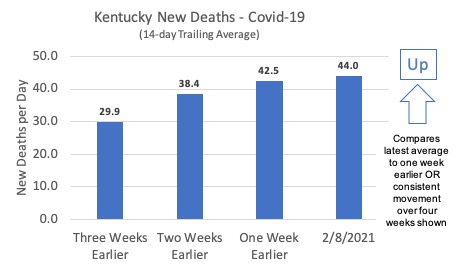 Kentucky New Deaths - Covid-19
(14-day Trailing Average)
New Deaths per Day
50.0
40.0
30.0
20.0
10.0
0.0
29.9
38.4
42.5
44.0
Three Weeks
Earlier
Two Weeks
Earlier
One Week
Earlier
2/8/2021
Up
Compares
latest average
to one week
earlier OR
consistent
movement
over four
weeks shown